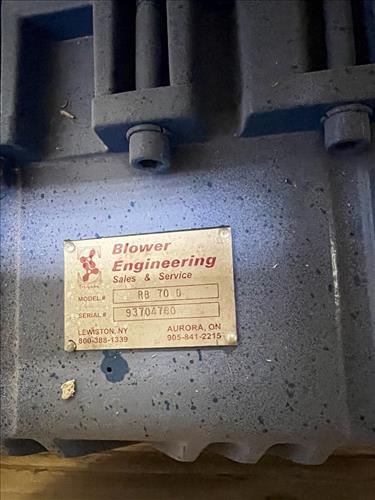 Blower
Engineering
Sales & Service
MODEL # RB 70 D
SERIAL # 93704760
LEWISTON, NY AURORA, ON
800-388-1339 905-841-2215